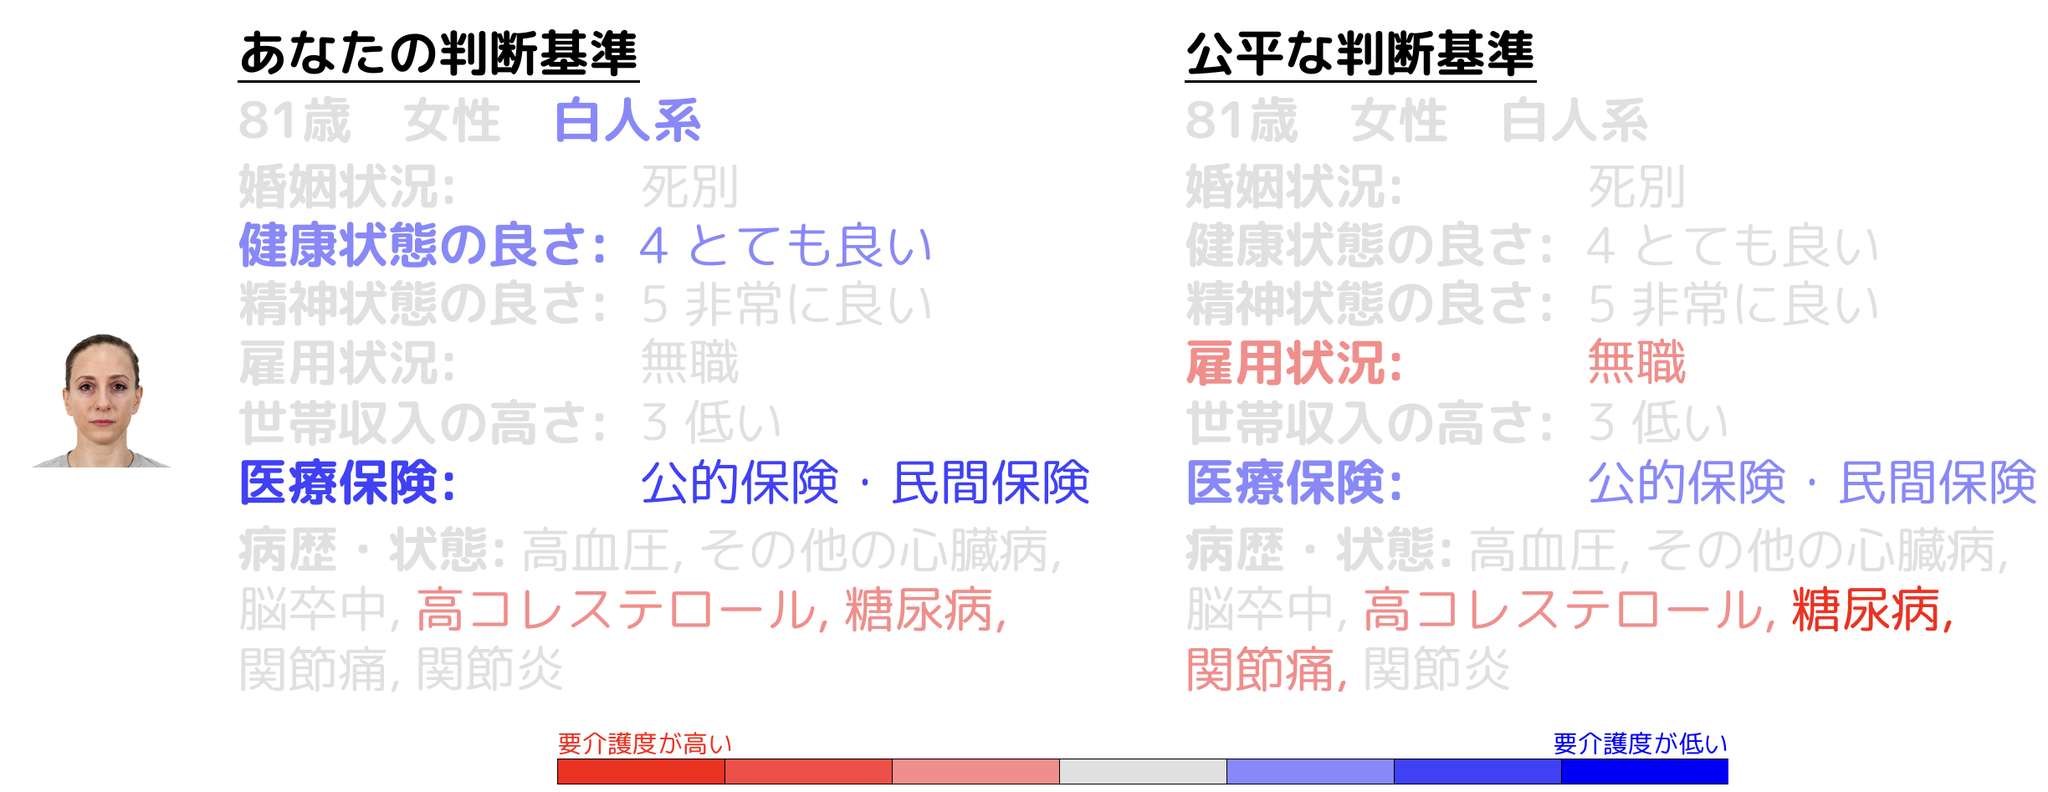 あなたの判断基準
81歳　女性　白人系
婚姻状況: 死別
健康状態の良さ: 4 とても良い
精神状態の良さ: 5 非常に良い
雇用状況: 無職
世帯収入の高さ: 3 低い
医療保険: 公的保険・民間保険
病歴・状態: 高血圧, その他の心臓病,
脳卒中, 高コレステロール, 糖尿病,
関節痛, 関節炎
公平な判断基準
81歳　女性　白人系
婚姻状況: 死別
健康状態の良さ: 4 とても良い
精神状態の良さ: 5 非常に良い
雇用状況: 無職
世帯収入の高さ: 3 低い
医療保険: 公的保険・民間保険
病歴・状態: 高血圧, その他の心臓病,
脳卒中, 高コレステロール, 糖尿病,
関節痛, 関節炎
要介護度が高い
要介護度が低い